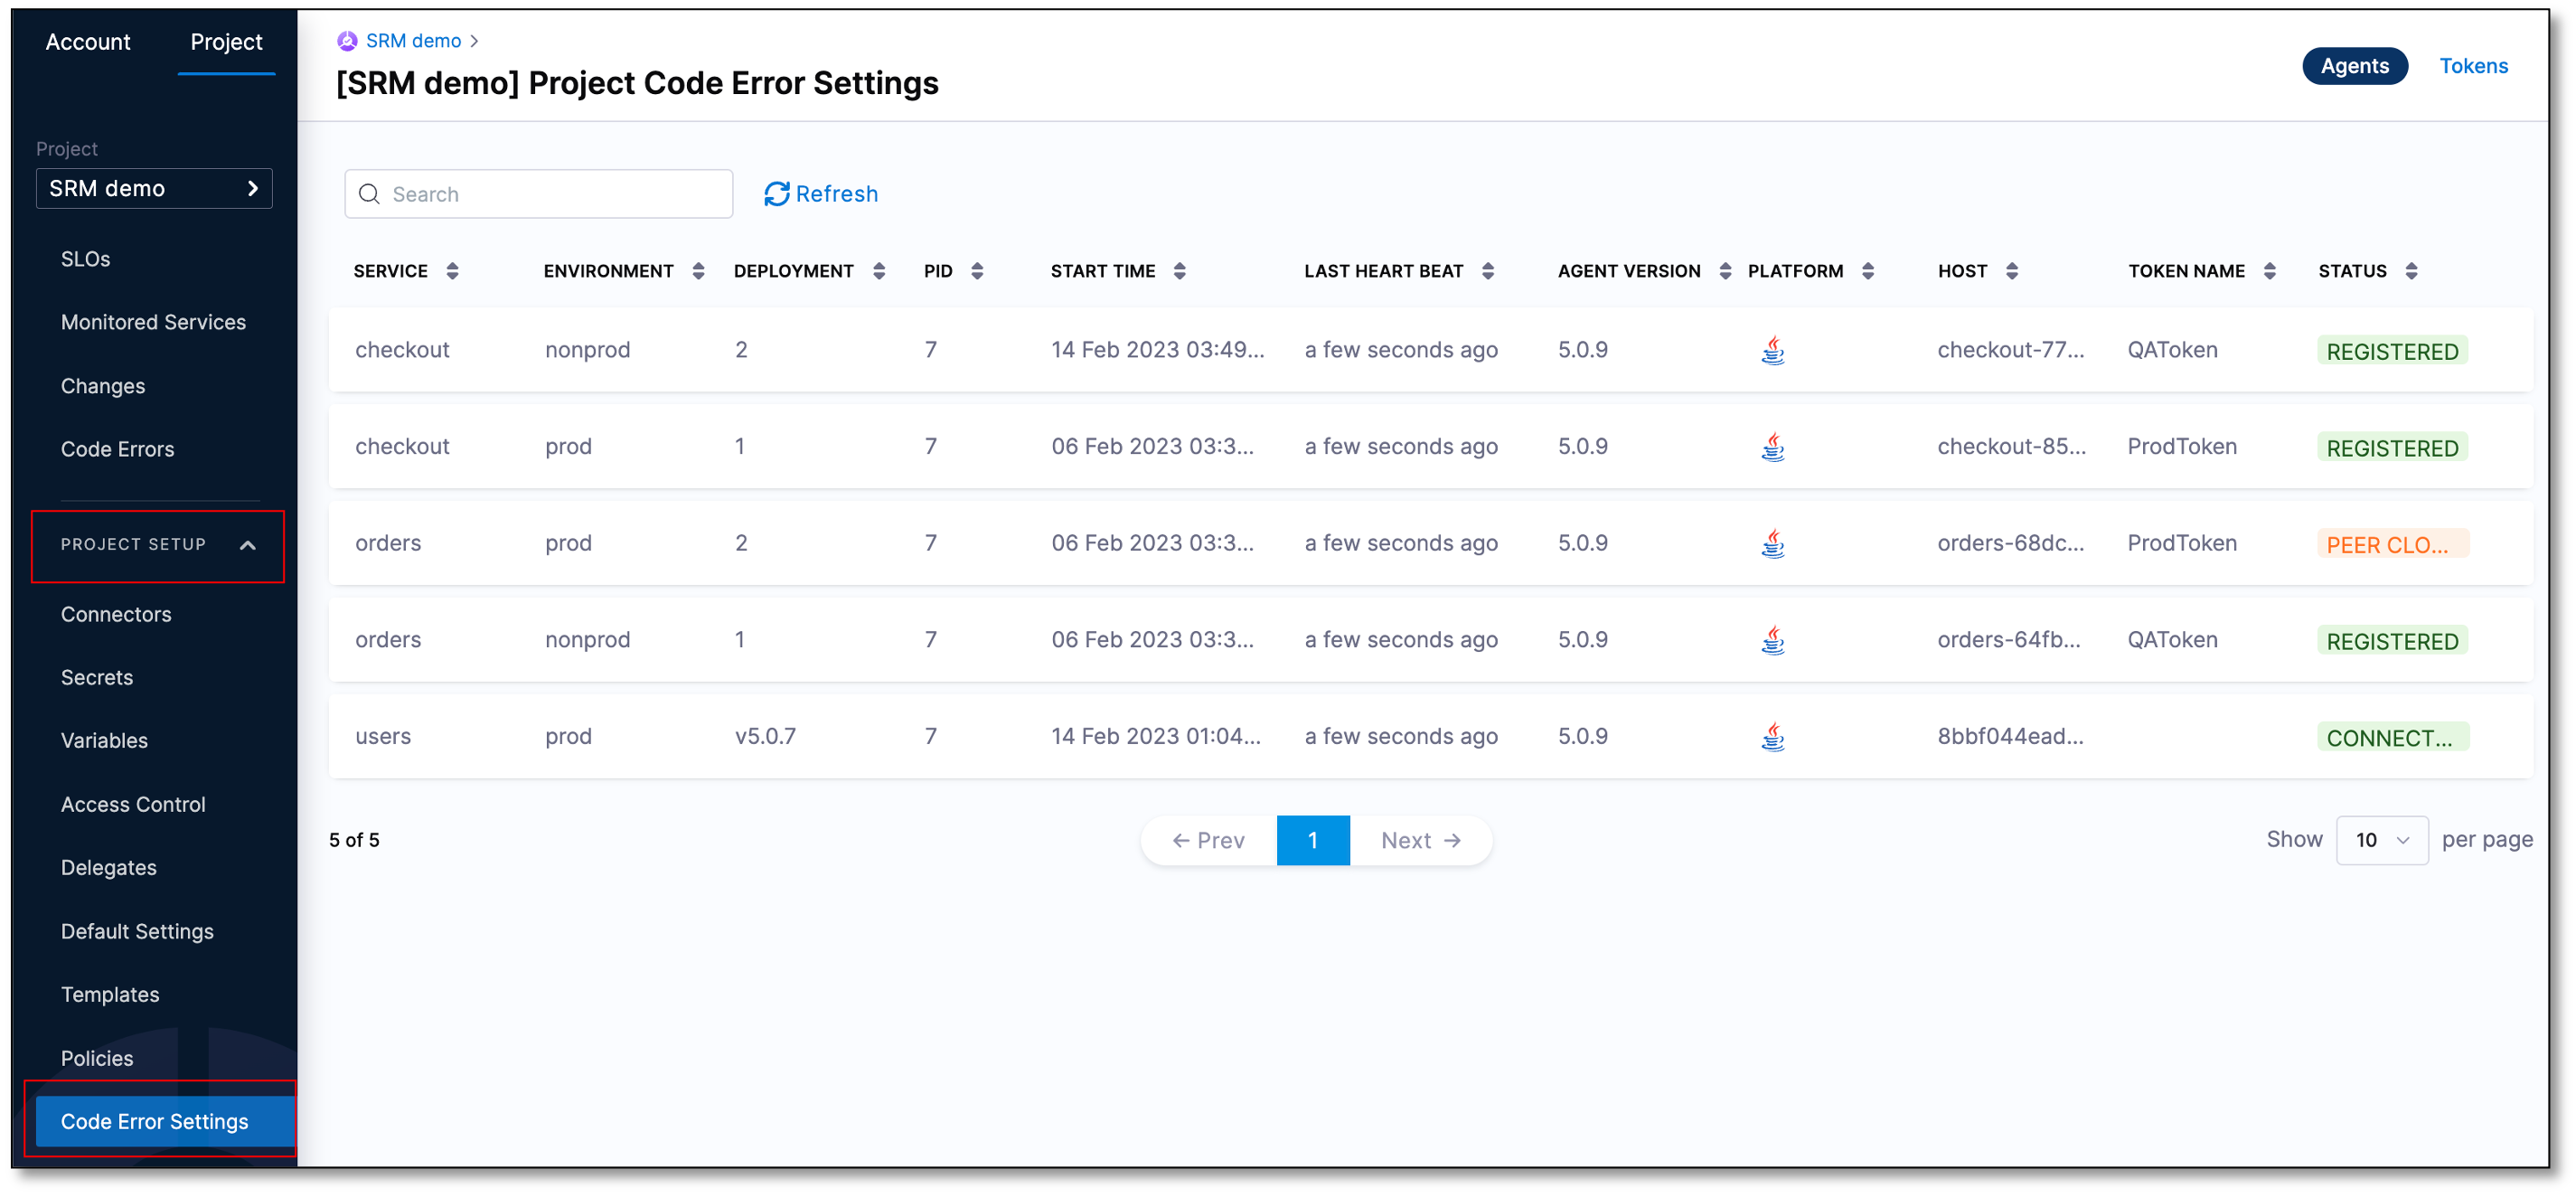 Account Project
Project
SRM demo
SLOs
Monitored Services
Changes
Code Errors
PROJECT SETUP
Connectors
Secrets
Variables
Access Control
Delegates
Default Settings
Templates
Policies
Code Error Settings
SRM demo
[SRM demo] Project Code Error Settings
Agents Tokens
Search Refresh
SERVICE ENVIRONMENT DEPLOYMENT PID START TIME LAST HEART BEAT AGENT VERSION PLATFORM HOST TOKEN NAME STATUS
checkout nonprod 2 7 14 Feb 2023 03:49... a few seconds ago 5.0.9 checkout-77... QAToken REGISTERED
checkout prod 1 7 06 Feb 2023 03:3... a few seconds ago 5.0.9 checkout-85... ProdToken REGISTERED
orders prod 2 7 06 Feb 2023 03:3... a few seconds ago 5.0.9 orders-68dc... ProdToken PEER CLO...
orders nonprod 1 7 06 Feb 2023 03:3... a few seconds ago 5.0.9 orders-64fb... QAToken REGISTERED
users prod v5.0.7 7 14 Feb 2023 01:04... a few seconds ago 5.0.9 8bbf044ead... CONNECT...
5 of 5 ← Prev 1 Next → Show 10 per page